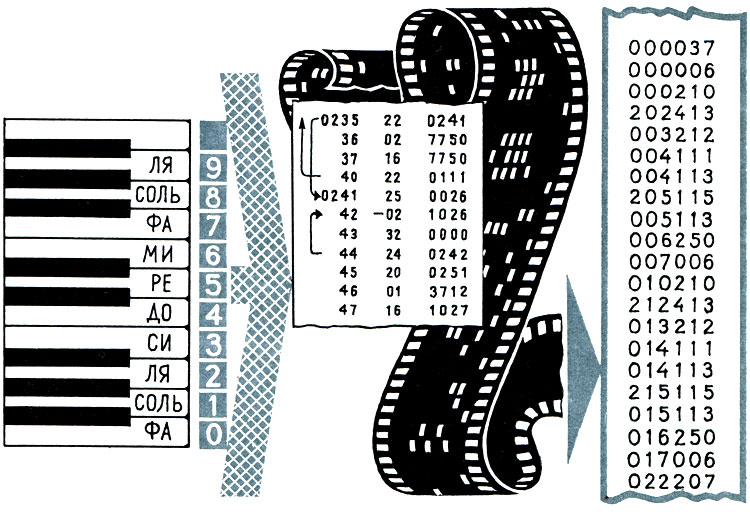 ЛЯ 9
СОЛЬ 8
ФА 7
МИ 6
РЕ 5
ДО 4
СИ 3
ЛЯ 2
СОЛЬ 1
ФА 0
0235 22 0241
36 02 7750
37 16 7750
40 22 0111
0241 25 0026
42 -02 1026
43 32 0000
44 24 0242
45 20 0251
46 01 3712
47 16 1027
000037
000006
000210
202413
003212
004111
004113
205115
005113
006250
007006
010210
212413
013212
014111
014113
215115
015113
016250
017006
022207